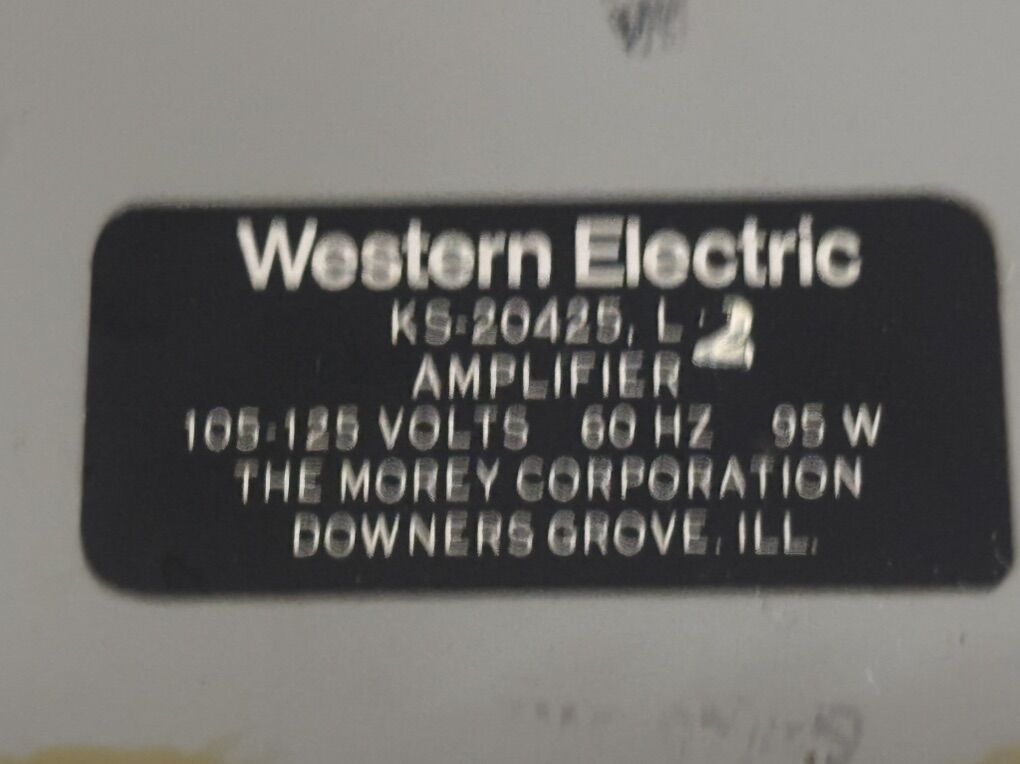 Western Electric
KS-20425, L 2
AMPLIFIER
105-125 VOLTS 60 HZ 95 W
THE MOREY CORPORATION
DOWNERS GROVE, ILL.